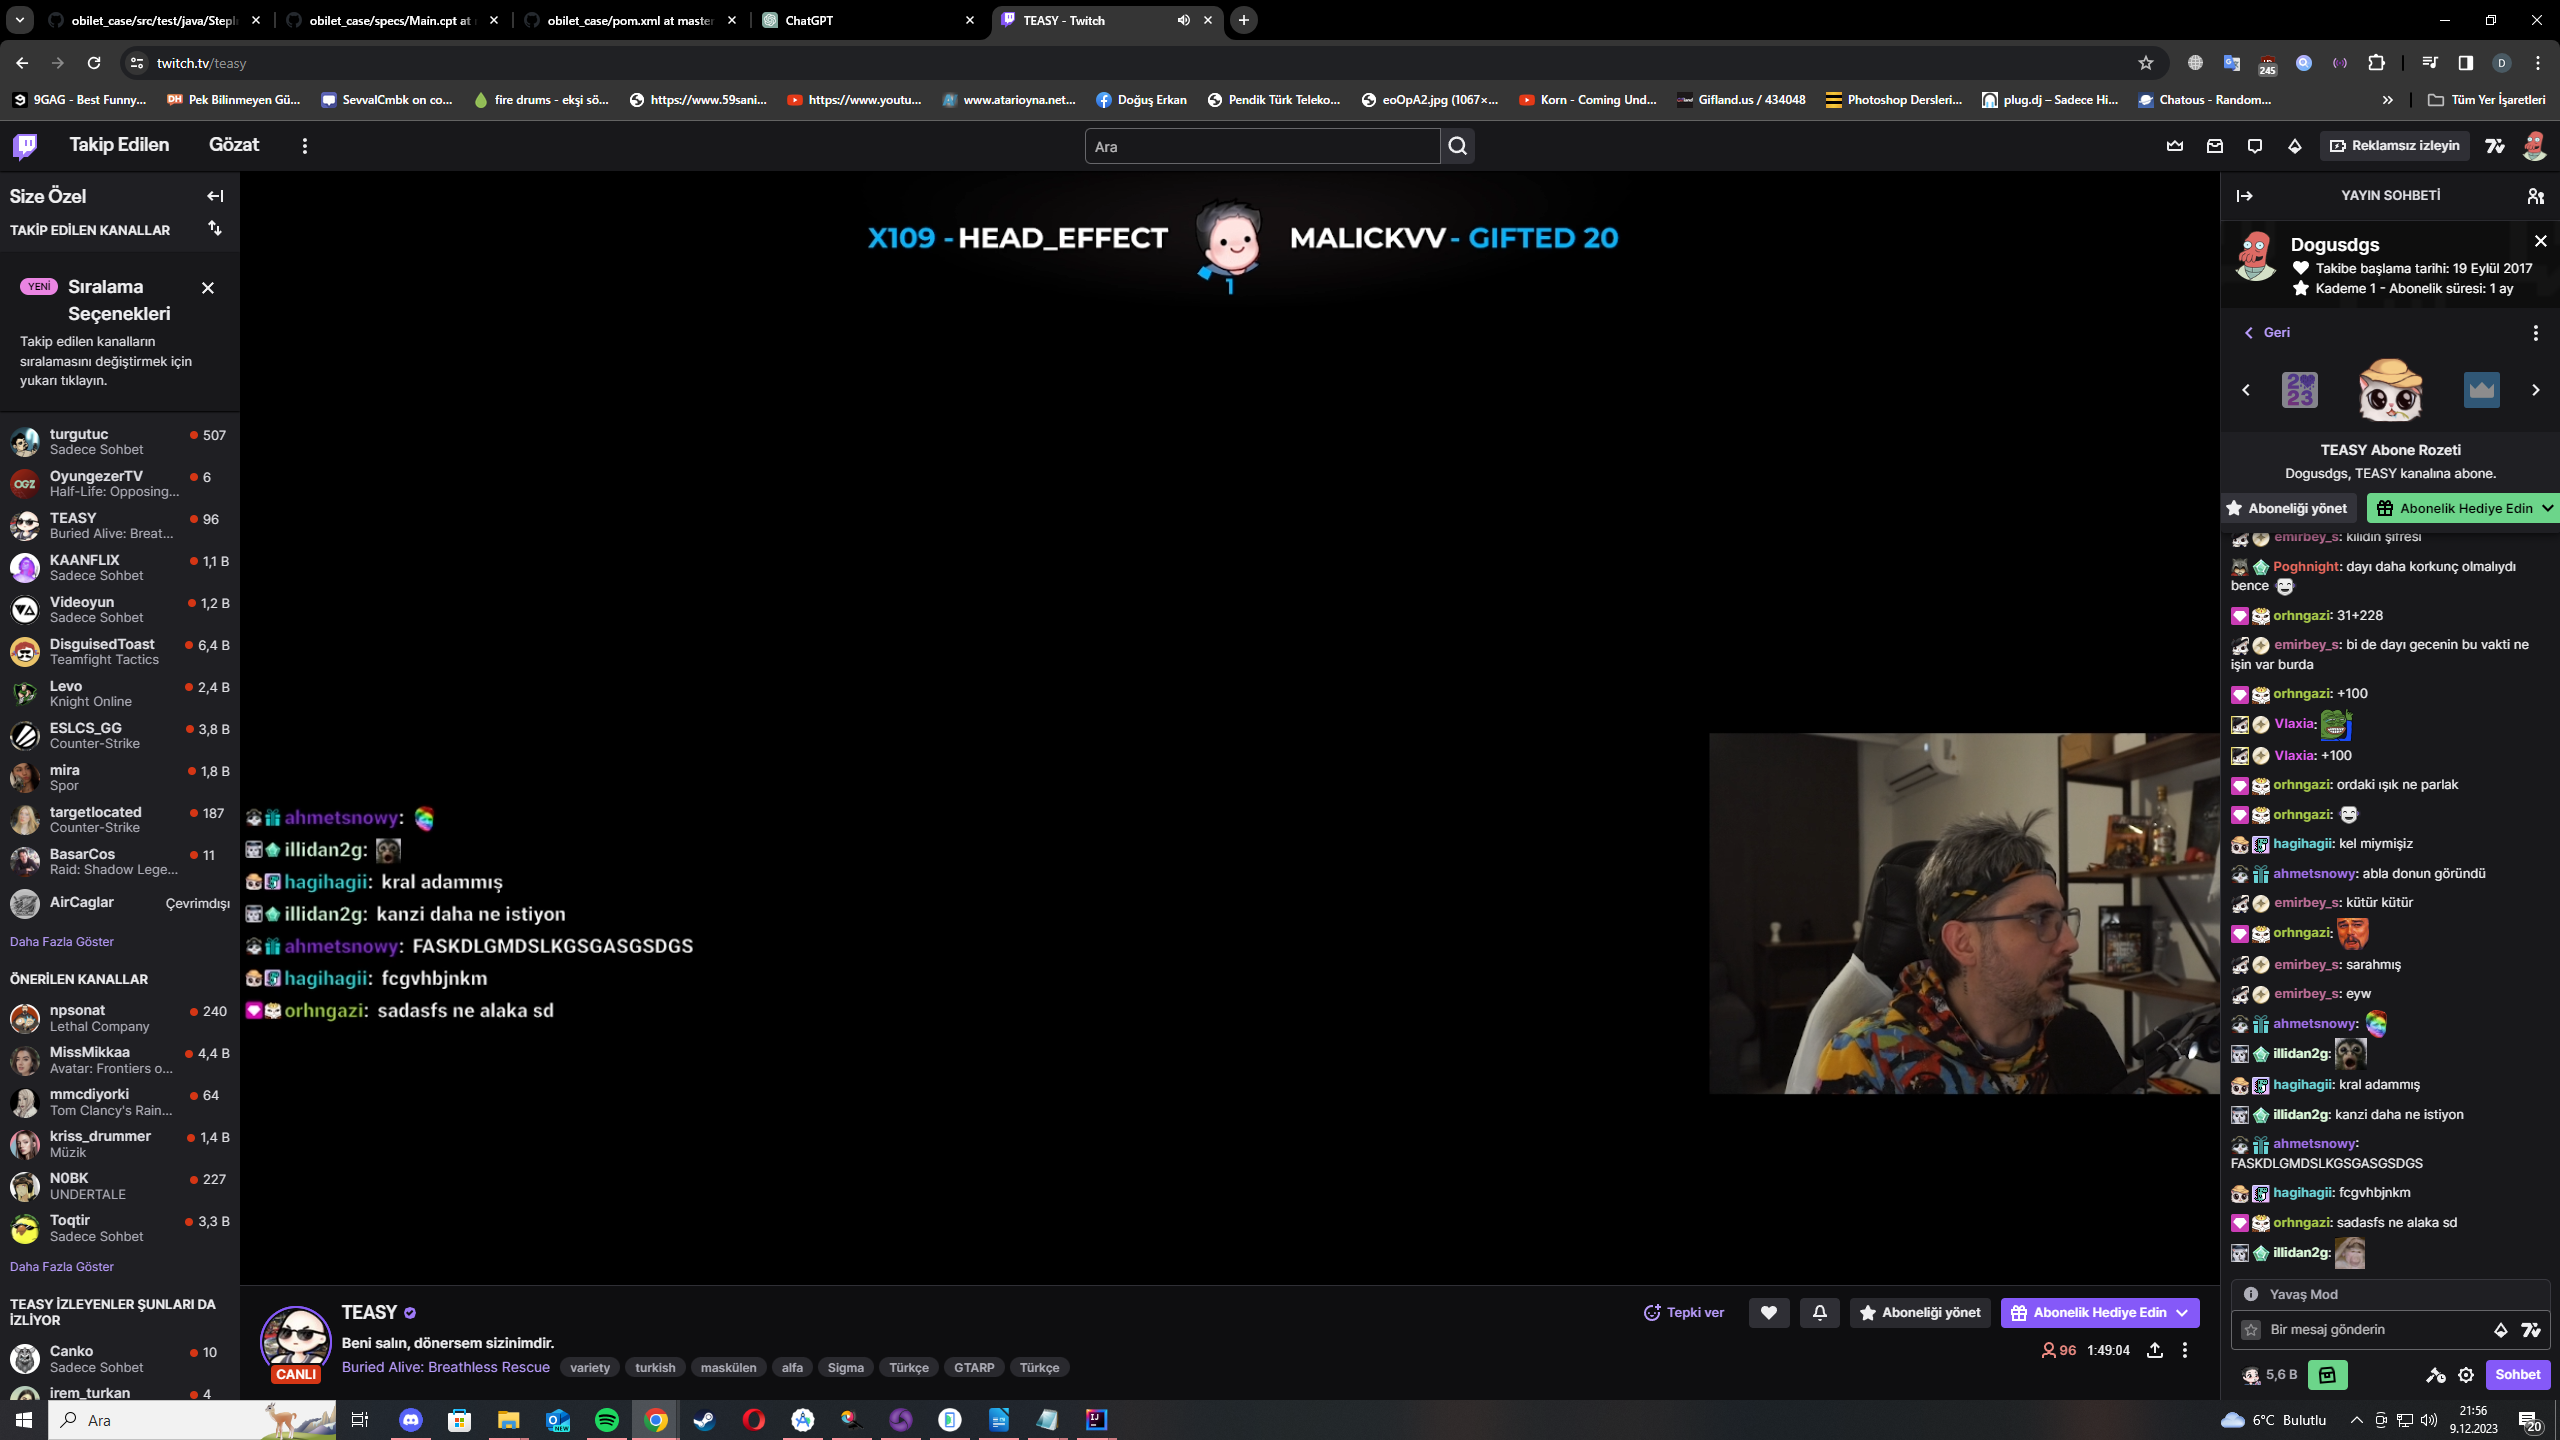 obilet_case/src/test/java/Stepl
obilet_case/specs/Main.cpt at
obilet_case/pom.xml at master
ChatGPT
TEASY - Twitch
twitch.tv/teasy
245
D
9GAG - Best Funny...
Pek Bilinmeyen Gü...
SevvalCmbk on co...
fire drums - ekşi sö...
https://www.59sani...
https://www.youtu...
www.atarioyna.net...
Doğuş Erkan
Pendik Türk Teleko...
eoOpA2.jpg (1067×...
Korn - Coming Und...
Gifland.us / 434048
Photoshop Dersleri...
plug.dj – Sadece Hi...
Chatous - Random...
Tüm Yer İşaretleri
Takip Edilen
Gözat
Ara
Reklamsız izleyin
Size Özel
TAKİP EDİLEN KANALLAR
YENİ
Sıralama
Seçenekleri
Takip edilen kanalların
sıralamasını değiştirmek için
yukarı tıklayın.
turgutuc 507
Sadece Sohbet
OyungezerTV 6
Half-Life: Opposing...
TEASY 96
Buried Alive: Breat...
KAANFLIX 1,1 B
Sadece Sohbet
Videoyun 1,2 B
Sadece Sohbet
DisguisedToast 6,4 B
Teamfight Tactics
Levo 2,4 B
Knight Online
ESLCS_GG 3,8 B
Counter-Strike
mira 1,8 B
Spor
targetlocated 187
Counter-Strike
BasarCos 11
Raid: Shadow Lege...
AirCaglar Çevrimdışı
Daha Fazla Göster
ÖNERİLEN KANALLAR
npsonat 240
Lethal Company
MissMikkaa 4,4 B
Avatar: Frontiers o...
mmcdiyorki 64
Tom Clancy's Rain...
kriss_drummer 1,4 B
Müzik
N0BK 227
UNDERTALE
Toqtir 3,3 B
Sadece Sohbet
Daha Fazla Göster
TEASY İZLEYENLER ŞUNLARI DA
İZLİYOR
Canko 10
Sadece Sohbet
irem_turkan 4
X109 - HEAD_EFFECT
1
MALICKVV - GIFTED 20
ahmetsnowy:
illidan2g:
hagihagii: kral adammış
illidan2g: kanzi daha ne istiyon
ahmetsnowy: FASKDLGMDSLKGSGASGSDGS
hagihagii: fcgvhbjnkm
orhngazi: sadasfs ne alaka sd
CANLI
TEASY
Beni salın, dönersem sizinimdir.
Buried Alive: Breathless Rescue
variety
turkish
maskülen
alfa
Sigma
Türkçe
GTARP
Türkçe
Tepki ver
Aboneliği yönet
Abonelik Hediye Edin
96 1:49:04
YAYIN SOHBETİ
Dogusdgs
Takibe başlama tarihi: 19 Eylül 2017
Kademe 1 - Abonelik süresi: 1 ay
Geri
2 23
TEASY Abone Rozeti
Dogusdgs, TEASY kanalına abone.
Aboneliği yönet
Abonelik Hediye Edin
emirbey_s: kilidin şifresi
Poghnight: dayı daha korkunç olmalıydı
bence
orhngazi: 31+228
emirbey_s: bi de dayı gecenin bu vakti ne
işin var burda
orhngazi: +100
Vlaxia:
Vlaxia: +100
orhngazi: ordaki ışık ne parlak
orhngazi:
hagihagii: kel miymişiz
ahmetsnowy: abla donun göründü
emirbey_s: kütür kütür
orhngazi:
emirbey_s: sarahmış
emirbey_s: eyw
ahmetsnowy:
illidan2g:
hagihagii: kral adammış
illidan2g: kanzi daha ne istiyon
ahmetsnowy:
FASKDLGMDSLKGSGASGSDGS
hagihagii: fcgvhbjnkm
orhngazi: sadasfs ne alaka sd
illidan2g:
Yavaş Mod
Bir mesaj gönderin
5,6 B
Sohbet
Ara
6°C Bulutlu
21:56
9.12.2023
20